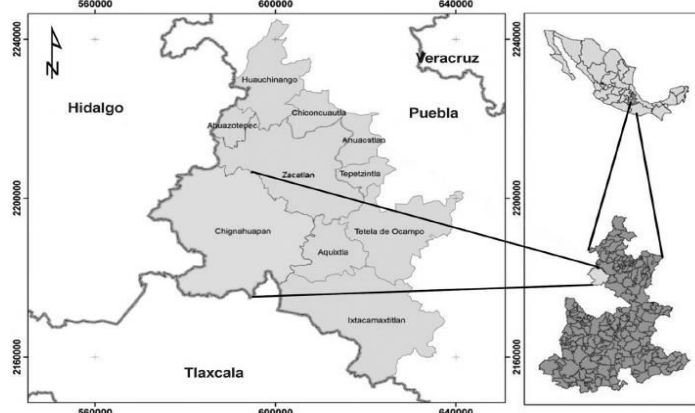 560000 600000 640000
2240000
2240000
N
Veracruz
Huauchinango
Hidalgo
Puebla
Chiconcuautla
Ahuazotepec
Ahuacatlan
Zacatlan
Tepetzintla
2200000
2200000
Chignahuapan
Tetela de Ocampo
Aquixtla
Ixtacamaxtitlan
2160000
2160000
Tlaxcala
560000 600000 640000